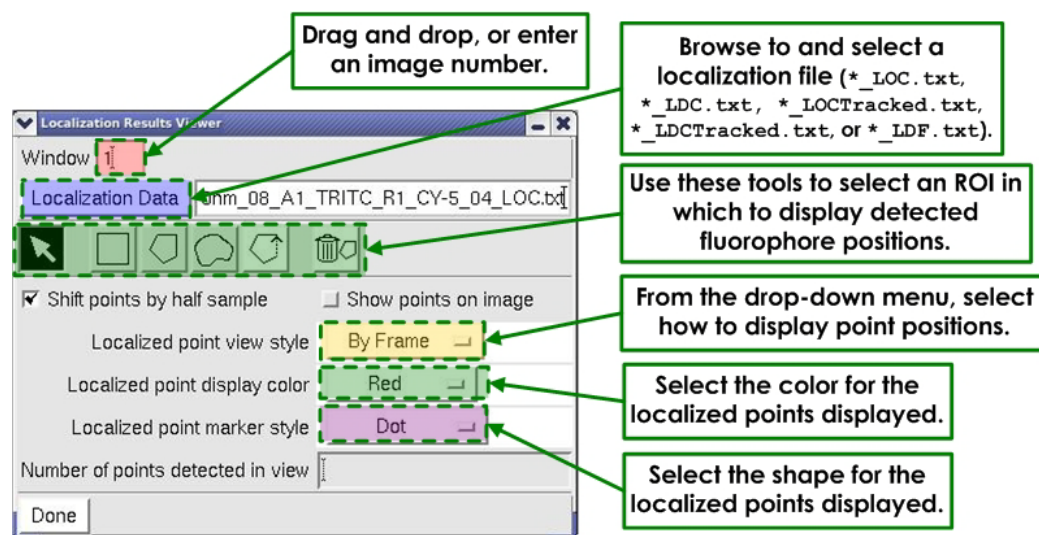 Drag and drop, or enter
an image number.
Browse to and select a
localization file (*_LOC.txt,
*_LDC.txt, *_LOCTracked.txt,
*_LDCTracked.txt, or *_LDF.txt).
Localization Results Viewer
Window 1
Localization Data
_08_A1_TRITC_R1_CY-5_04_LOC.txt
Use these tools to select an ROI in
which to display detected
fluorophore positions.
Shift points by half sample
Show points on image
From the drop-down menu, select
how to display point positions.
Localized point view style By Frame
Localized point display color Red
Select the color for the
localized points displayed.
Localized point marker style Dot
Number of points detected in view
Select the shape for the
localized points displayed.
Done